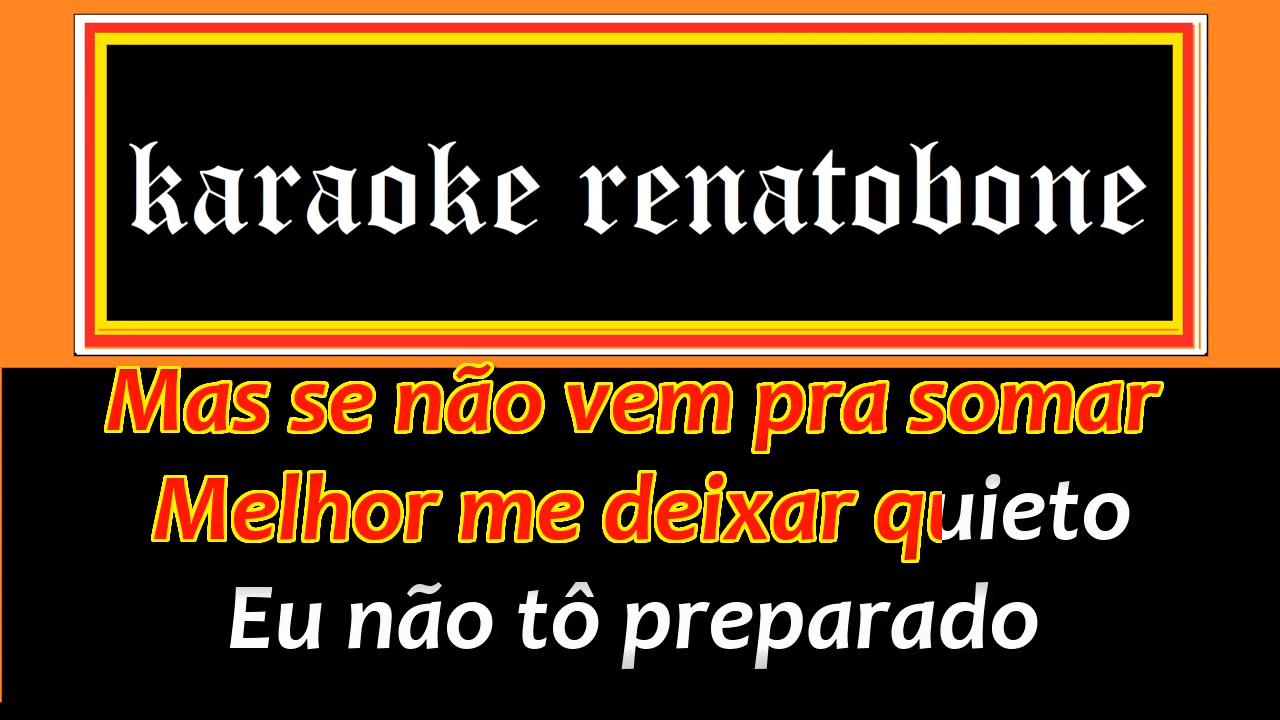 karaoke renatobone
Mas se não vem pra somar
Melhor me deixar quieto
Eu não tô preparado